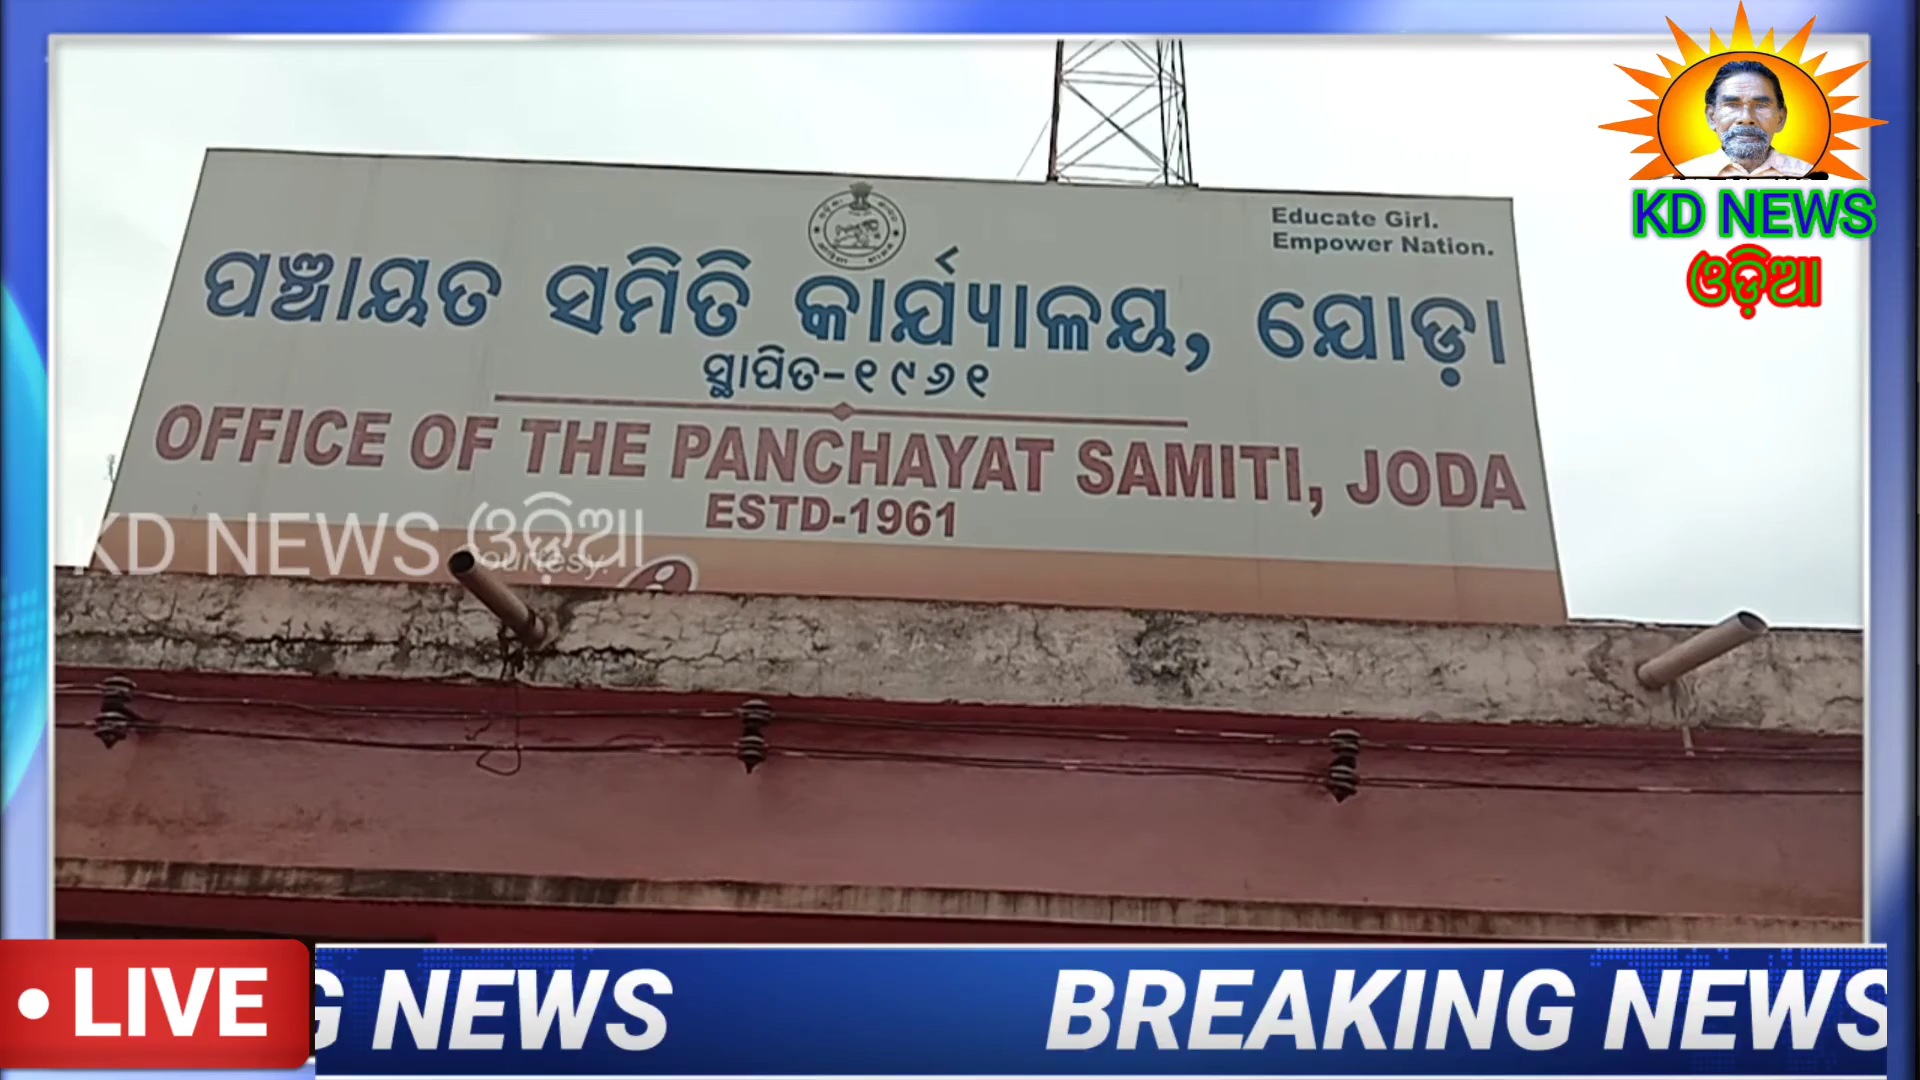 KD NEWS
ଓଡ଼ିଆ
Educate Girl.
Empower Nation.
ପଞ୍ଚାୟତ ସମିତି କାର୍ଯ୍ୟାଳୟ, ଯୋଡ଼ା
ସ୍ଥାପିତ-୧୯୬୧
OFFICE OF THE PANCHAYAT SAMITI, JODA
ESTD-1961
KD NEWS ଓଡ଼ିଆ
LIVE
G NEWS BREAKING NEWS